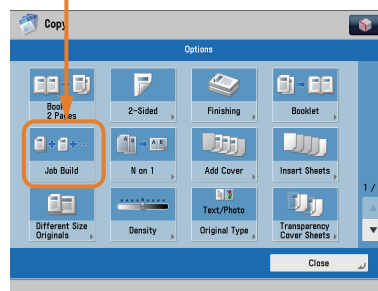 Copy
Options
Book
2 Pages
2-Sided
Finishing
Booklet
Job Build
N on 1
Add Cover
Insert Sheets
1 /
Different Size
Originals
Density
Text/Photo
Original Type
Transparency
Cover Sheets
Close